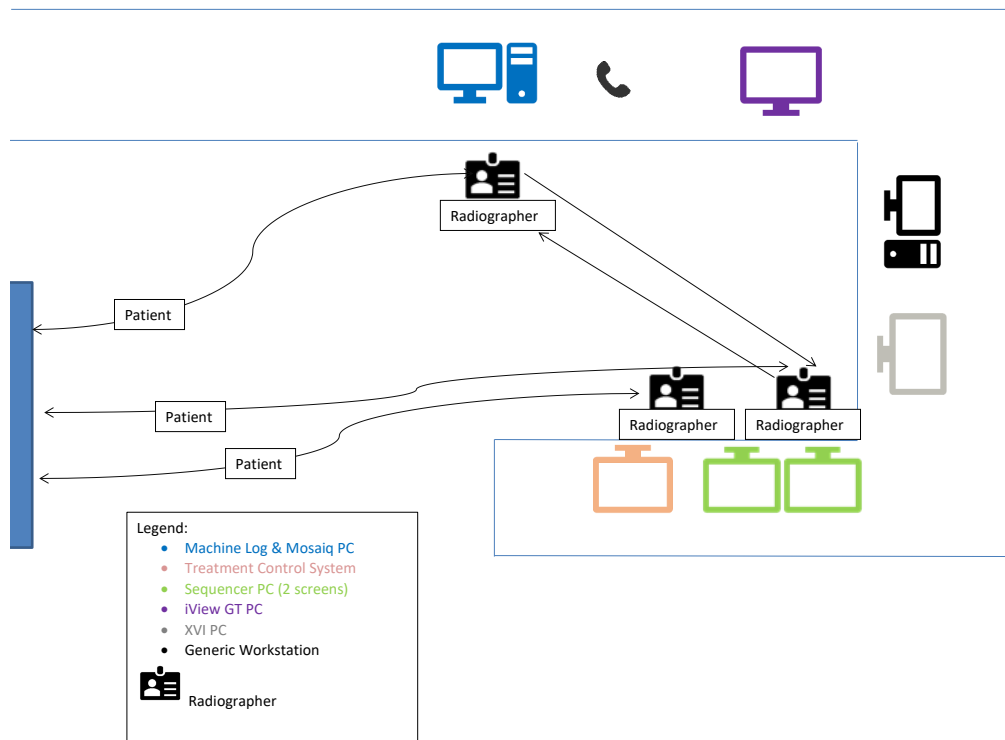 Radiographer
Patient
Patient
Radiographer
Radiographer
Patient
Legend:
Machine Log & Mosaiq PC
Treatment Control System
Sequencer PC (2 screens)
iView GT PC
XVI PC
Generic Workstation
Radiographer